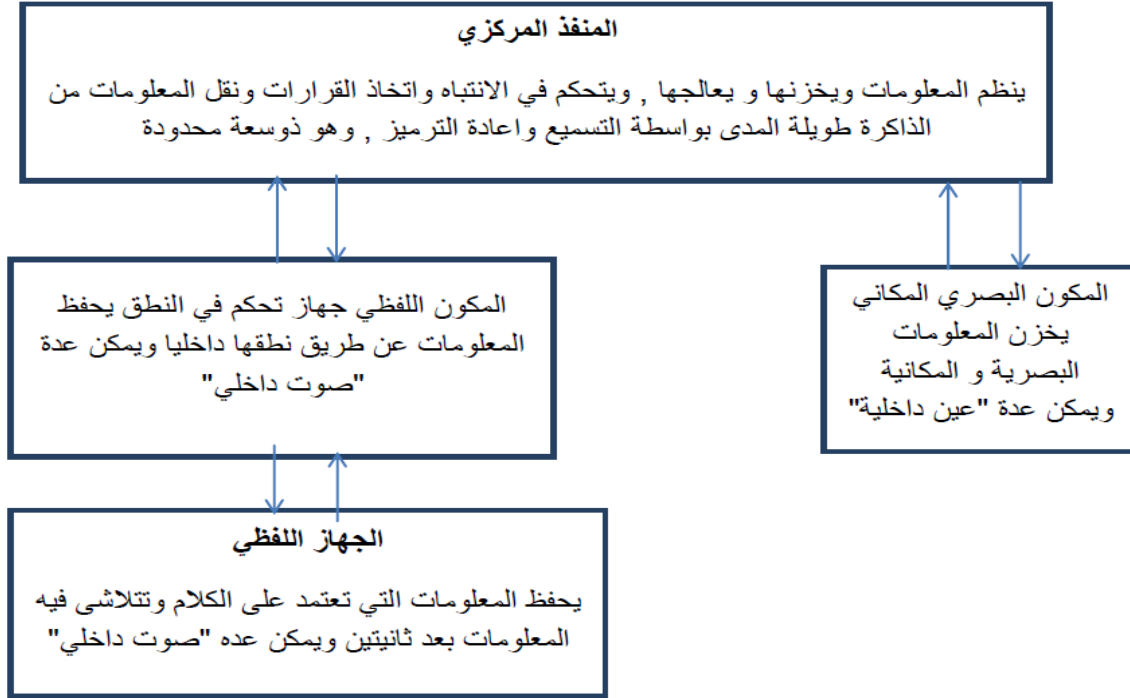 المنفذ المركزي
ينظم المعلومات ويخزنها و يعالجها , ويتحكم في الانتباه واتخاذ القرارات ونقل المعلومات من
الذاكرة طويلة المدى بواسطة التسميع واعادة الترميز , وهو ذوسعة محدودة
المكون اللفظي جهاز تحكم في النطق يحفظ
المعلومات عن طريق نطقها داخليا ويمكن عدة
"صوت داخلي"
المكون البصري المكاني
يخزن المعلومات
البصرية و المكانية
ويمكن عدة "عين داخلية"
الجهاز اللفظي
يحفظ المعلومات التي تعتمد على الكلام وتتلاشى فيه
المعلومات بعد ثانيتين ويمكن عده "صوت داخلي"